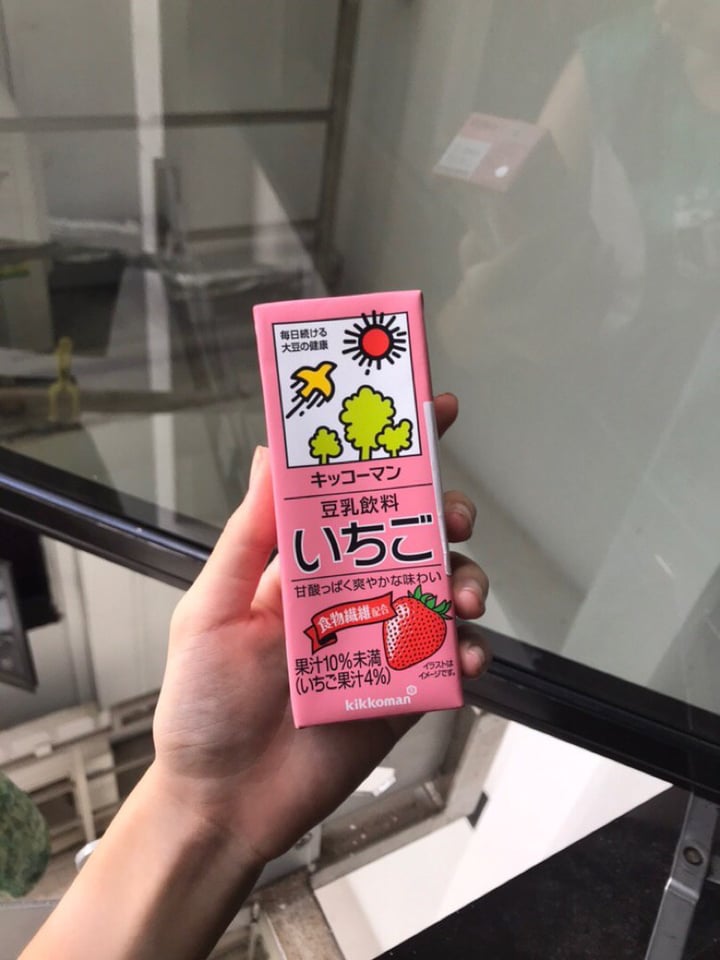 毎日続ける
大豆の健康
キッコーマン
豆乳飲料
いちご
甘酸っぱく爽やかな味わい
食物繊維配合
果汁10%未満
(いちご果汁4%)
イラストは
イメージです。
kikkoman